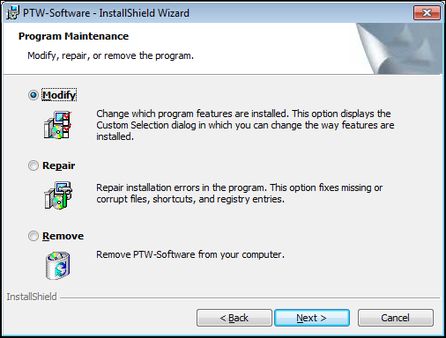 PTW-Software - InstallShield Wizard
Program Maintenance
Modify, repair, or remove the program.
Modify
Change which program features are installed. This option displays the
Custom Selection dialog in which you can change the way features are
installed.
Repair
Repair installation errors in the program. This option fixes missing or
corrupt files, shortcuts, and registry entries.
Remove
Remove PTW-Software from your computer.
InstallShield
< Back
Next >
Cancel